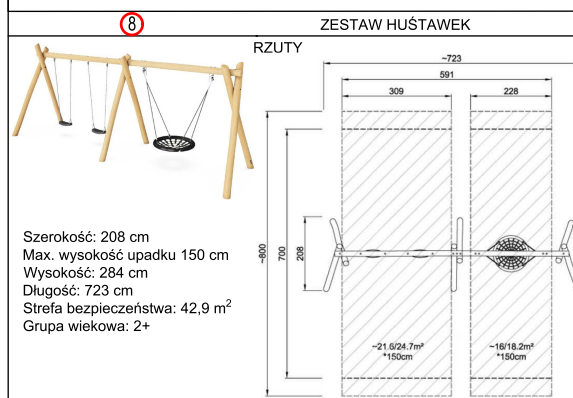 8 ZESTAW HUŚTAWEK
RZUTY
~723
591
309 228
~800
700
208
Szerokość: 208 cm
Max. wysokość upadku 150 cm
Wysokość: 284 cm
Długość: 723 cm
Strefa bezpieczeństwa: 42,9 m²
Grupa wiekowa: 2+
~21.6/24.7m² ~16/18.2m²
*150cm *150cm